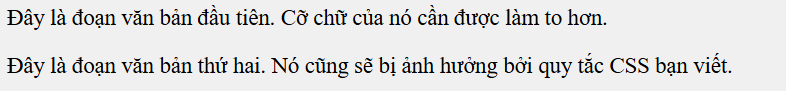 Đây là đoạn văn bản đầu tiên. Cỡ chữ của nó cần được làm to hơn.
Đây là đoạn văn bản thứ hai. Nó cũng sẽ bị ảnh hưởng bởi quy tắc CSS bạn viết.